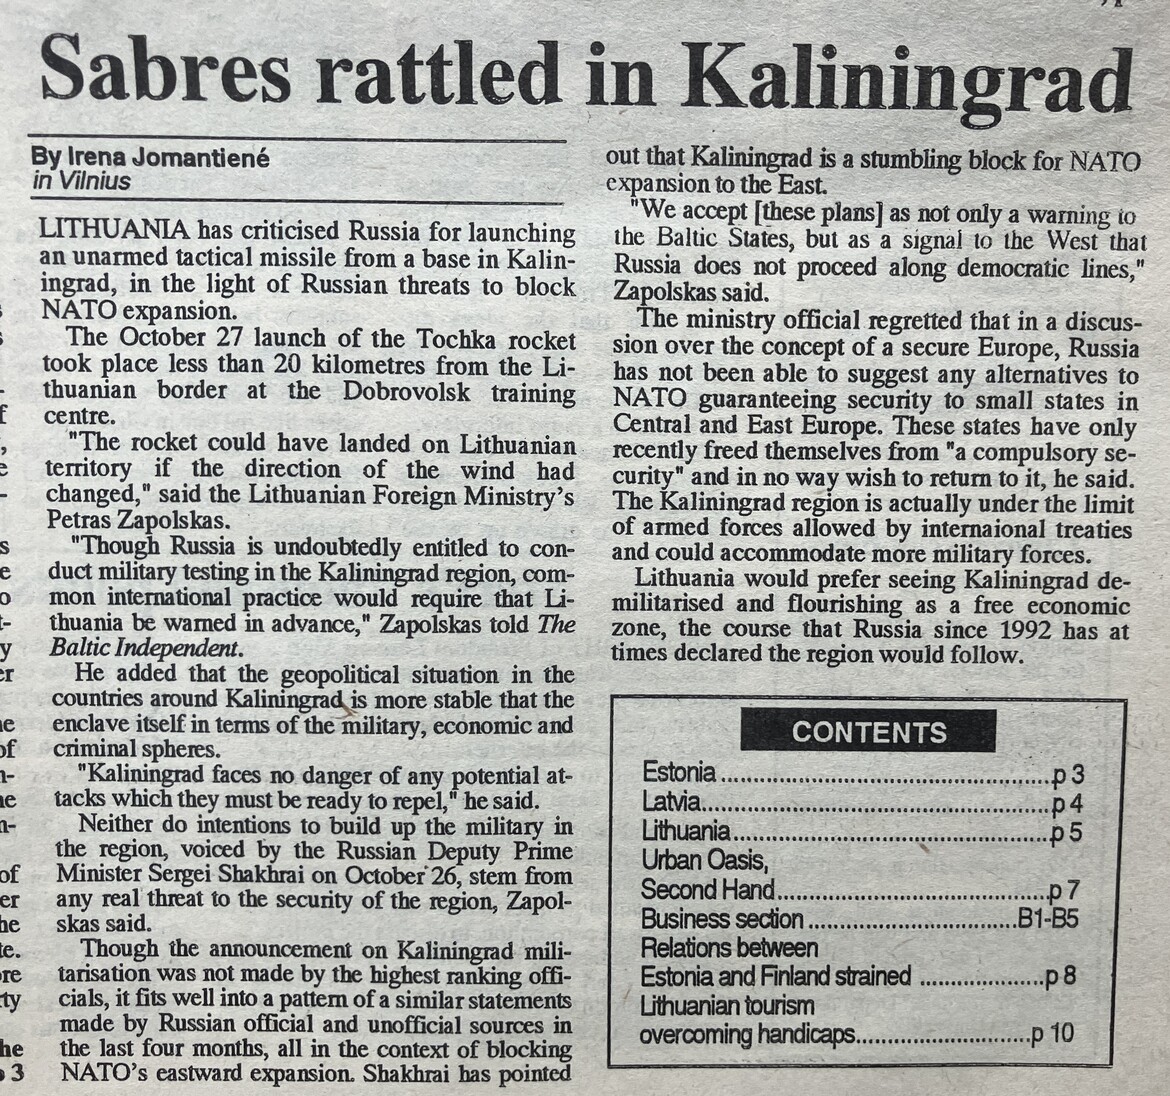 Sabres rattled in Kaliningrad
By Irena Jomantienė
in Vilnius
LITHUANIA has criticised Russia for launching
an unarmed tactical missile from a base in Kalin-
ingrad, in the light of Russian threats to block
NATO expansion.
The October 27 launch of the Tochka rocket
took place less than 20 kilometres from the Li-
thuanian border at the Dobrovolsk training
centre.
"The rocket could have landed on Lithuanian
territory if the direction of the wind had
changed," said the Lithuanian Foreign Ministry's
Petras Zapolskas.
"Though Russia is undoubtedly entitled to con-
duct military testing in the Kaliningrad region, com-
mon international practice would require that Li-
thuania be warned in advance," Zapolskas told The
Baltic Independent.
He added that the geopolitical situation in the
countries around Kaliningrad is more stable that the
enclave itself in terms of the military, economic and
criminal spheres.
"Kaliningrad faces no danger of any potential at-
tacks which they must be ready to repel," he said.
Neither do intentions to build up the military in
the region, voiced by the Russian Deputy Prime
Minister Sergei Shakhrai on October 26, stem from
any real threat to the security of the region, Zapol-
skas said.
Though the announcement on Kaliningrad mili-
tarisation was not made by the highest ranking offi-
cials, it fits well into a pattern of a similar statements
made by Russian official and unofficial sources in
the last four months, all in the context of blocking
NATO's eastward expansion. Shakhrai has pointed
out that Kaliningrad is a stumbling block for NATO
expansion to the East.
"We accept [these plans] as not only a warning to
the Baltic States, but as a signal to the West that
Russia does not proceed along democratic lines,"
Zapolskas said.
The ministry official regretted that in a discus-
sion over the concept of a secure Europe, Russia
has not been able to suggest any alternatives to
NATO guaranteeing security to small states in
Central and East Europe. These states have only
recently freed themselves from "a compulsory se-
curity" and in no way wish to return to it, he said.
The Kaliningrad region is actually under the limit
of armed forces allowed by internaional treaties
and could accommodate more military forces.
Lithuania would prefer seeing Kaliningrad de-
militarised and flourishing as a free economic
zone, the course that Russia since 1992 has at
times declared the region would follow.
CONTENTS
Estonia....................................................p 3
Latvia......................................................p 4
Lithuania.................................................p 5
Urban Oasis,
Second Hand..........................................p 7
Business section ................................B1-B5
Relations between
Estonia and Finland strained ...................p 8
Lithuanian tourism
overcoming handicaps...........................p 10